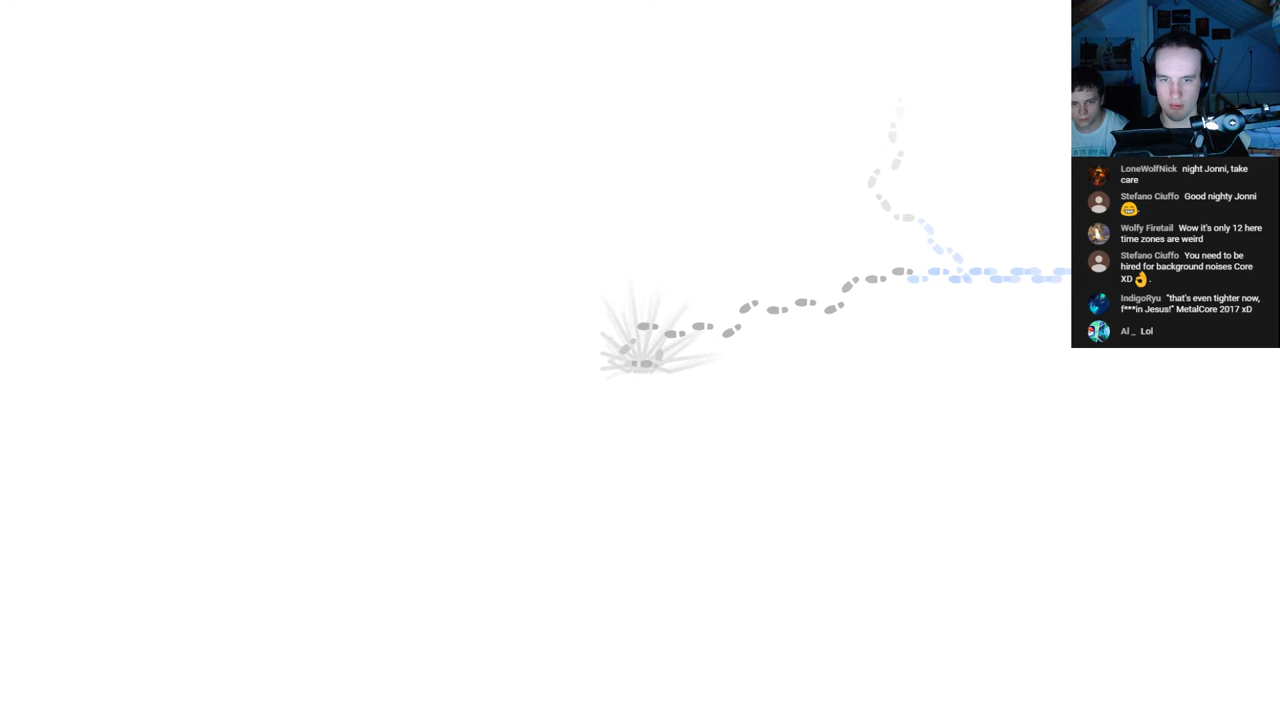 LoneWolfNick night Jonni, take
care
Stefano Ciuffo Good nighty Jonni
😂
Wolfy Firetail Wow it's only 12 here
time zones are weird
Stefano Ciuffo You need to be
hired for background noises Core
XD 👌 .
IndigoRyu "that's even tighter now,
f***in Jesus!" MetalCore 2017 xD
Al _ Lol